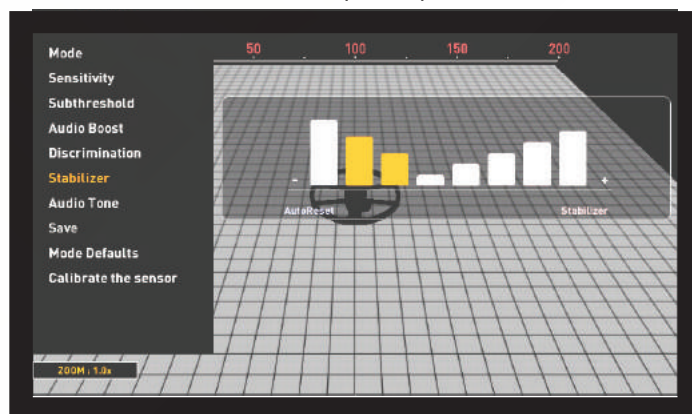 50 100 150 200
Mode
Sensitivity
Subthreshold
Audio Boost
Discrimination
Stabilizer
Audio Tone
Save
Mode Defaults
Calibrate the sensor
- +
AutoReset Stabilizer
ZOOM : 1.0x